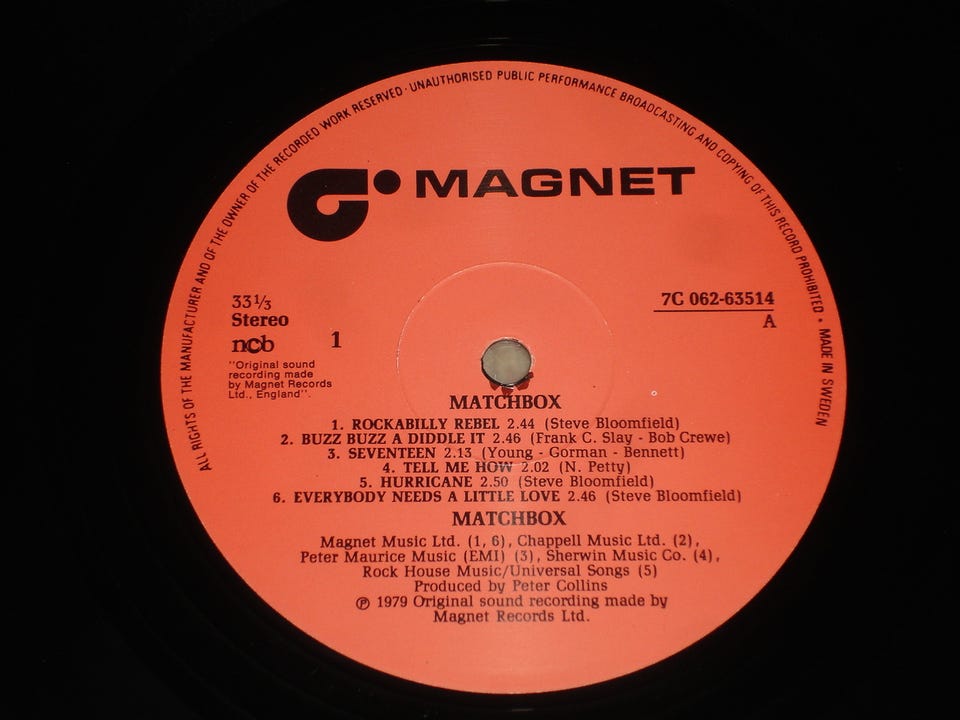 ALL RIGHTS OF THE MANUFACTURER AND OF THE OWNER OF THE RECORDED WORK RESERVED · UNAUTHORISED PUBLIC PERFORMANCE BROADCASTING AND COPYING OF THIS RECORD PROHIBITED • MADE IN SWEDEN
MAGNET
33⅓
Stereo
ncb
1
"Original sound
recording made
by Magnet Records
Ltd., England".
7C 062-63514
A
MATCHBOX
1. ROCKABILLY REBEL 2.44 (Steve Bloomfield)
2. BUZZ BUZZ A DIDDLE IT 2.46 (Frank C. Slay - Bob Crewe)
3. SEVENTEEN 2.13 (Young - Gorman - Bennett)
4. TELL ME HOW 2.02 (N. Petty)
5. HURRICANE 2.50 (Steve Bloomfield)
6. EVERYBODY NEEDS A LITTLE LOVE 2.46 (Steve Bloomfield)
MATCHBOX
Magnet Music Ltd. (1, 6), Chappell Music Ltd. (2),
Peter Maurice Music (EMI) (3), Sherwin Music Co. (4),
Rock House Music/Universal Songs (5)
Produced by Peter Collins
℗ 1979 Original sound recording made by
Magnet Records Ltd.